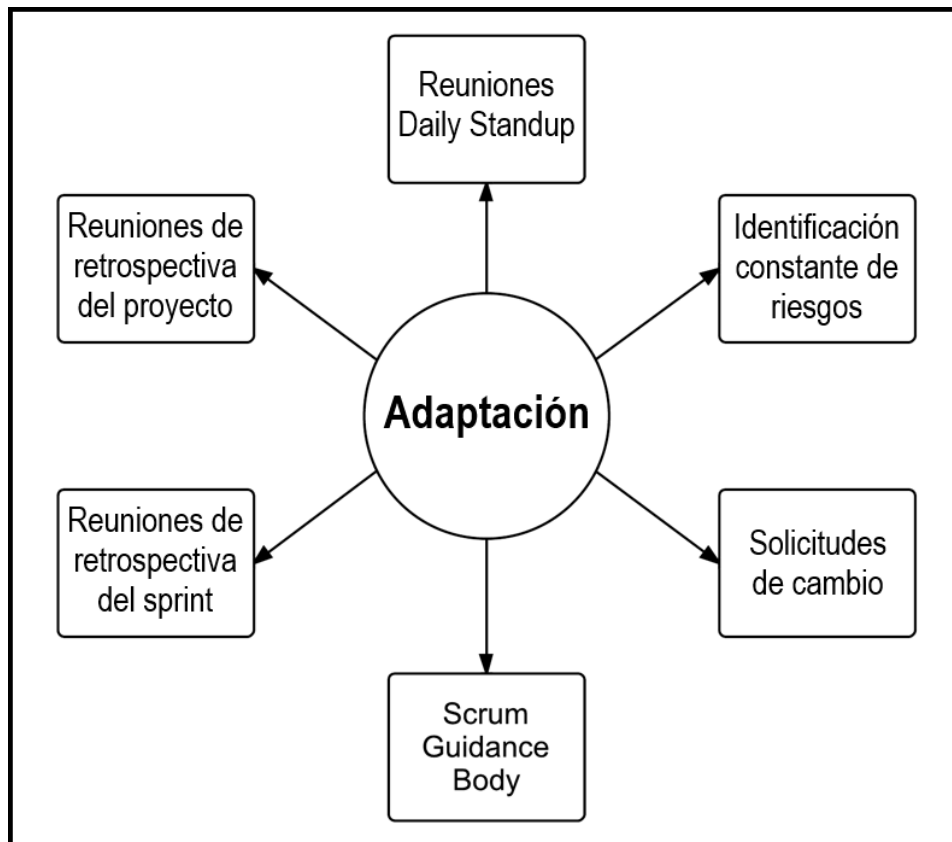 Reuniones
Daily Standup
Reuniones de
retrospectiva
del proyecto
Identificación
constante de
riesgos
Adaptación
Reuniones de
retrospectiva
del sprint
Solicitudes
de cambio
Scrum
Guidance
Body